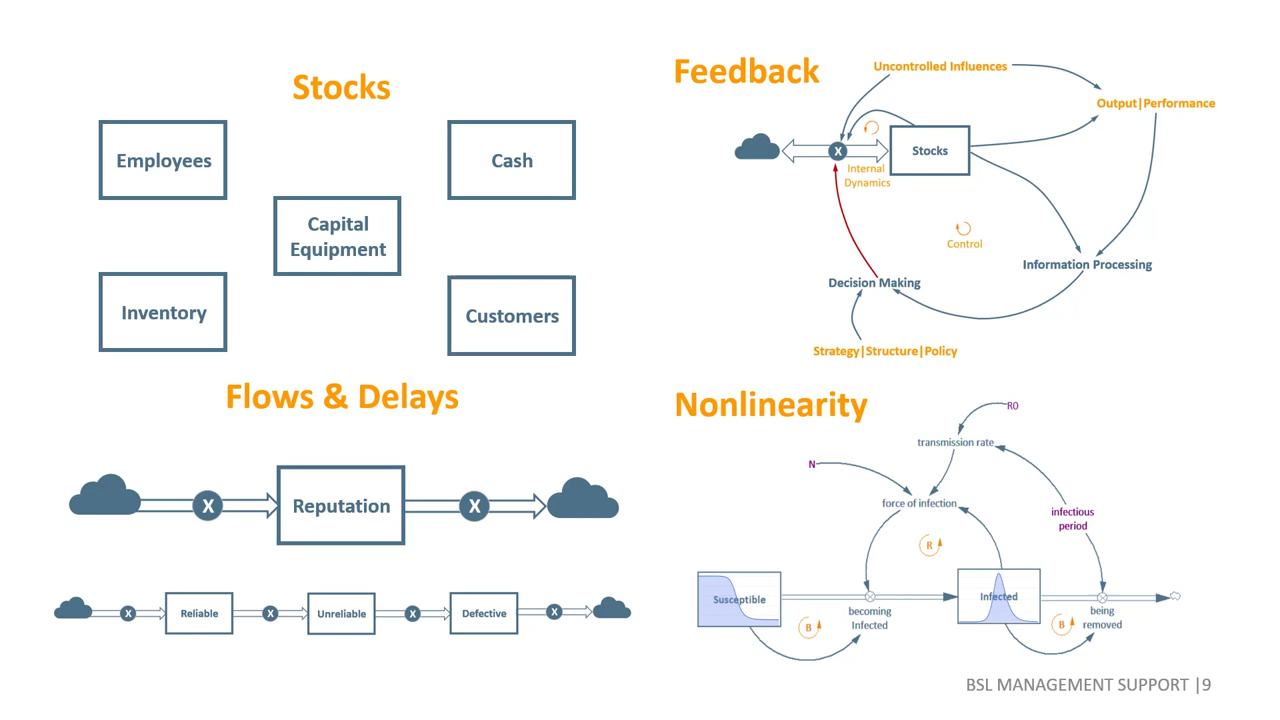 Stocks
Employees
Cash
Capital
Equipment
Inventory
Customers
Flows & Delays
X
Reputation
X
X
Reliable
X
Unreliable
X
Defective
X
Feedback
Uncontrolled Influences
Output|Performance
X
Stocks
Internal
Dynamics
Control
Information Processing
Decision Making
Strategy|Structure|Policy
Nonlinearity
R0
transmission rate
N
force of infection
infectious
period
R
Susceptible
Infected
becoming
Infected
being
removed
B
B
BSL MANAGEMENT SUPPORT |9